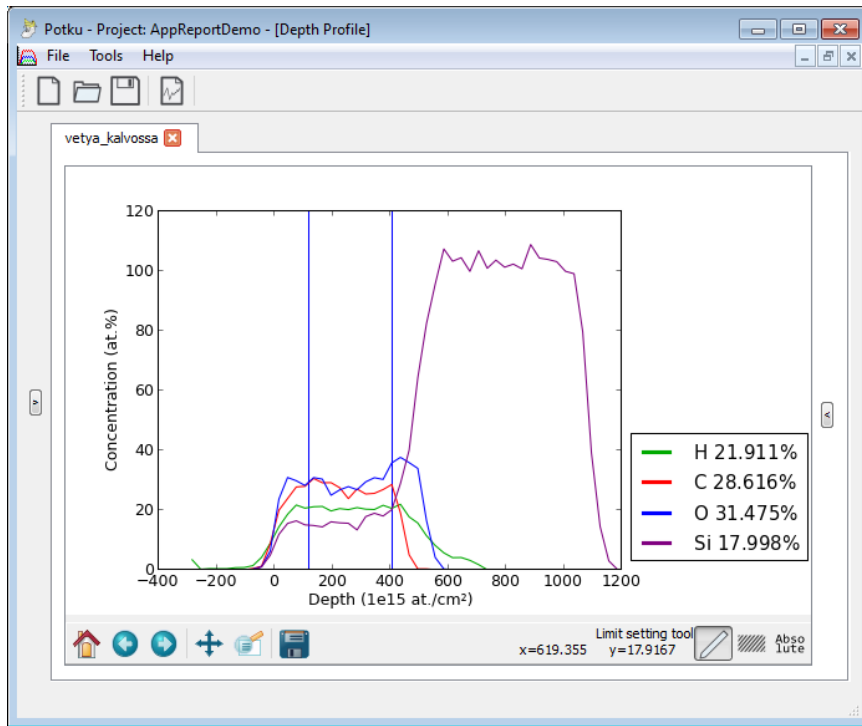 Potku - Project: AppReportDemo - [Depth Profile]
File Tools Help
vetya_kalvossa
120
100
80
60
40
20
0
Concentration (at.%)
−400 −200 0 200 400 600 800 1000 1200
Depth (1e15 at./cm²)
H 21.911%
C 28.616%
O 31.475%
Si 17.998%
Limit setting tool
x=619.355 y=17.9167
Abso
lute